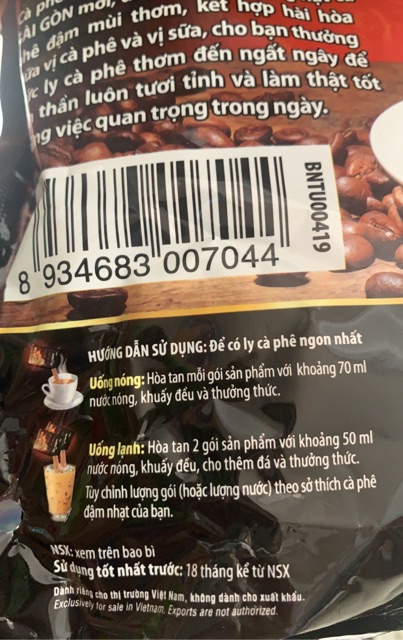 cà phê
SÀI GÒN mới,
đậm mùi thơm, kết hợp hài hòa
vị cà phê và vị sữa, cho bạn thưởng
ly cà phê thơm đến ngất ngây để
thần luôn tươi tỉnh và làm thật tốt
việc quan trọng trong ngày.
BNTU00419
8 934683 007044
HƯỚNG DẪN SỬ DỤNG: Để có ly cà phê ngon nhất
Uống nóng: Hòa tan mỗi gói sản phẩm với khoảng 70 ml
nước nóng, khuấy đều và thưởng thức.
Uống lạnh: Hòa tan 2 gói sản phẩm với khoảng 50 ml
nước nóng, khuấy đều, cho thêm đá và thưởng thức.
Tùy chỉnh lượng gói (hoặc lượng nước) theo sở thích cà phê
đậm nhạt của bạn.
NSX: xem trên bao bì
Sử dụng tốt nhất trước: 18 tháng kể từ NSX
Dành riêng cho thị trường Việt Nam, không dành cho xuất khẩu.
Exclusively for sale in Vietnam. Exports are not authorized.